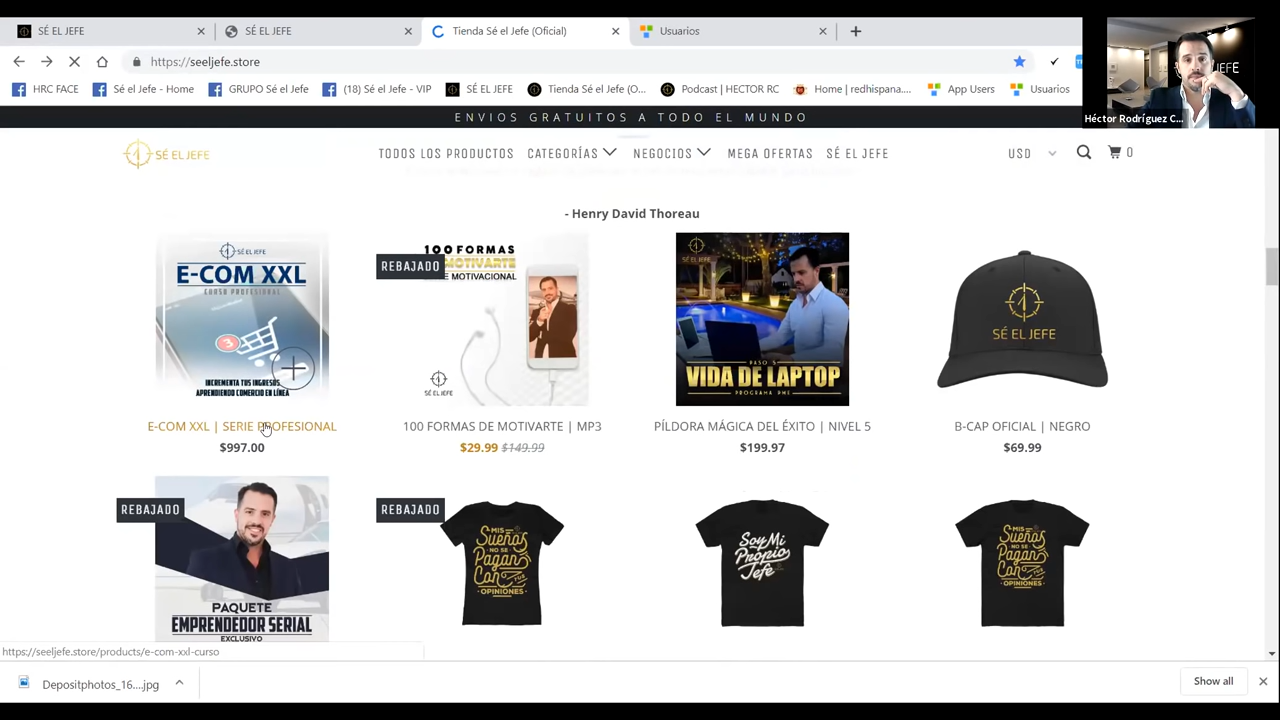 SÉ EL JEFE
SÉ EL JEFE
Tienda Sé el Jefe (Oficial)
Usuarios
https://seeljefe.store
HRC FACE
Sé el Jefe - Home
GRUPO Sé el Jefe
(18) Sé el Jefe - VIP
SÉ EL JEFE
Tienda Sé el Jefe (O...
Podcast | HECTOR RC
Home | redhispana....
App Users
Usuarios
JEFE
Héctor Rodríguez C...
ENVIOS GRATUITOS A TODO EL MUNDO
SÉ EL JEFE
TODOS LOS PRODUCTOS
CATEGORÍAS
NEGOCIOS
MEGA OFERTAS
SÉ EL JEFE
USD
0
- Henry David Thoreau
SÉ EL JEFE
E-COM XXL
CURSO PROFESIONAL
3
INCREMENTA TUS INGRESOS
APRENDIENDO COMERCIO EN LÍNEA
E-COM XXL | SERIE PROFESIONAL
$997.00
REBAJADO
100 FORMAS
MOTIVARTE
E MOTIVACIONAL
SÉ EL JEFE
100 FORMAS DE MOTIVARTE | MP3
$29.99 $149.99
PASO 5
VIDA DE LAPTOP
PROGRAMA PME
PÍLDORA MÁGICA DEL ÉXITO | NIVEL 5
$199.97
SÉ EL JEFE
B-CAP OFICIAL | NEGRO
$69.99
REBAJADO
PAQUETE
EMPRENDEDOR SERIAL
EXCLUSIVO
REBAJADO
MIS
Sueños
NO SE
Pagan
Con
TUS
OPINIONES
Soy Mi
Propio
Jefe
MIS
Sueños
NO SE
Pagan
Con
TUS
OPINIONES
https://seeljefe.store/products/e-com-xxl-curso
Depositphotos_16....jpg
Show all